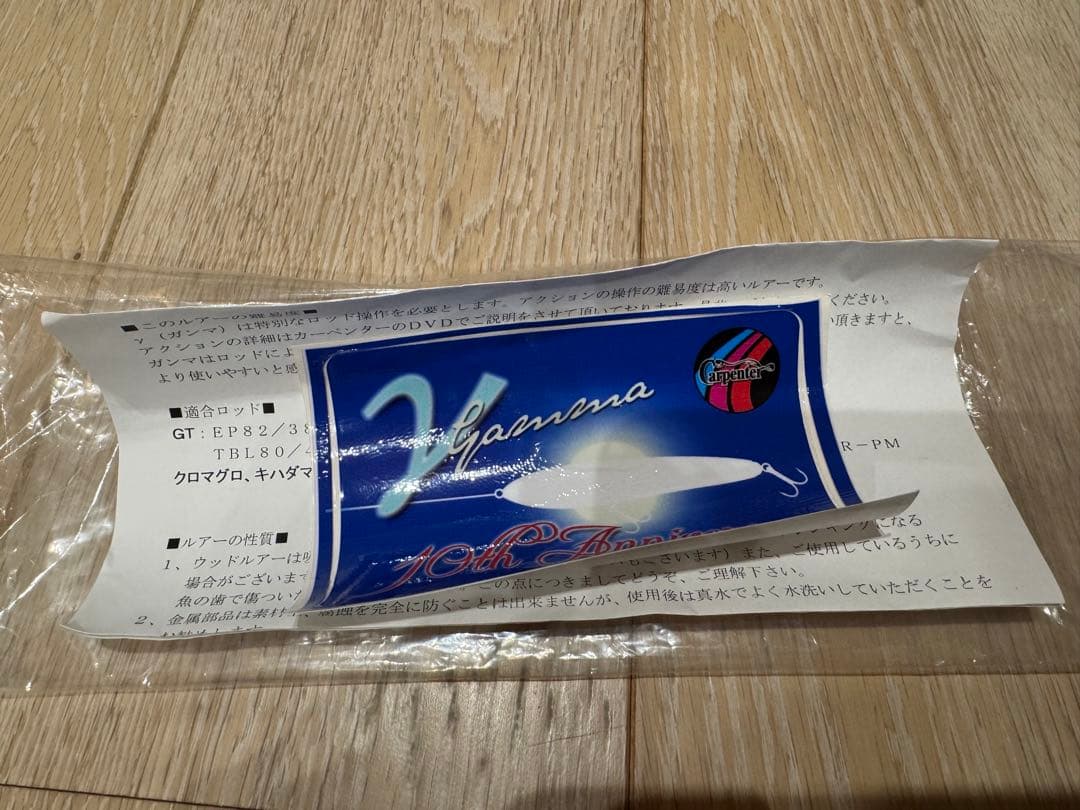 ■このルアーの難易度■
γ（ガンマ）は特別なロッド操作を必要とします。アクションの操作の難易度は高いルアーです。
アクションの詳細はカーペンターのDVDでご説明をさせて頂いております。 ください。
ガンマはロッドによ い頂きますと、
より使いやすいと感
■適合ロッド■
GT：EP82／38
TBL80／4 R－PM
クロマグロ、キハダマ
γ Gamma
Carpenter
10th
■ルアーの性質■
1、ウッドルアーは吸 になる
場合がございます ございます）また、ご使用しているうちに
魚の歯で傷つい この点につきましてどうぞ、ご理解下さい。
2、金属部品は素材 腐蝕を完全に防ぐことは出来ませんが、使用後は真水でよく水洗いしていただくことを